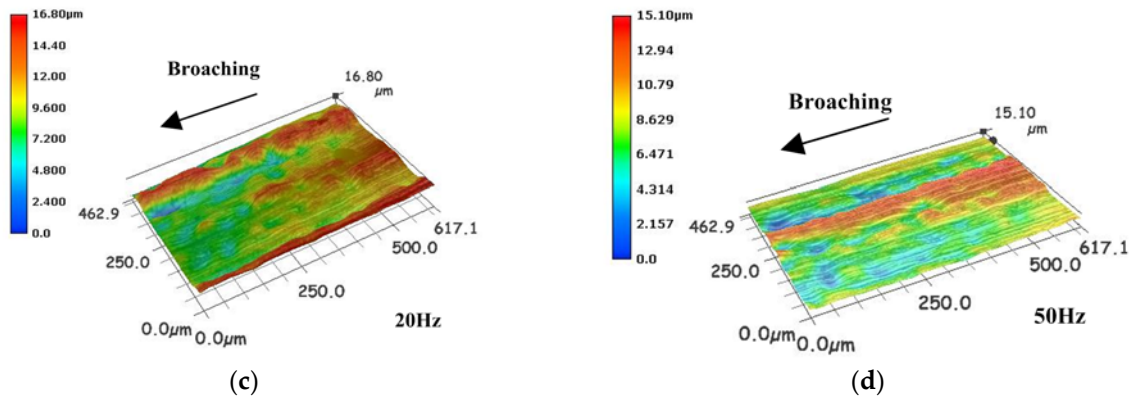 16.80µm
14.40
12.00
9.600
7.200
4.800
2.400
0.0
Broaching
16.80
µm
462.9
250.0
0.0µm
0.0µm
250.0
500.0
617.1
20Hz
(c)
15.10µm
12.94
10.79
8.629
6.471
4.314
2.157
0.0
Broaching
15.10
µm
462.9
250.0
0.0µm
0.0µm
250.0
500.0
617.1
50Hz
(d)